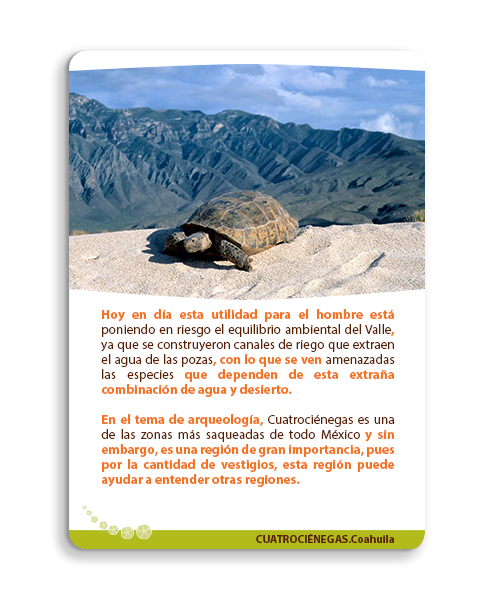 Hoy en día esta utilidad para el hombre está
poniendo en riesgo el equilibrio ambiental del Valle,
ya que se construyeron canales de riego que extraen
el agua de las pozas, con lo que se ven amenazadas
las especies que dependen de esta extraña
combinación de agua y desierto.
En el tema de arqueología, Cuatrociénegas es una
de las zonas más saqueadas de todo México y sin
embargo, es una región de gran importancia, pues
por la cantidad de vestigios, esta región puede
ayudar a entender otras regiones.
CUATROCIÉNEGAS.Coahuila